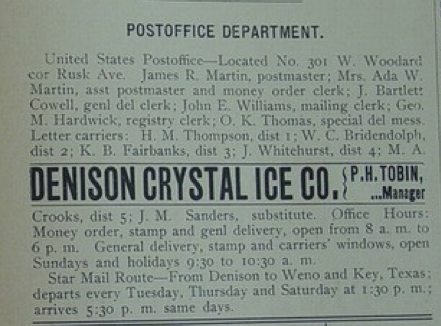 POSTOFFICE DEPARTMENT.
United States Postoffice—Located No. 301 W. Woodard
cor Rusk Ave. James R. Martin, postmaster; Mrs. Ada W.
Martin, asst postmaster and money order clerk; J. Bartlett
Cowell, genl del clerk; John E. Williams, mailing clerk; Geo.
M. Hardwick, registry clerk; O. K. Thomas, special del mess.
Letter carriers: H. M. Thompson, dist 1; W. C. Bridendolph,
dist 2; K. B. Fairbanks, dist 3; J. Whitehurst, dist 4; M. A.
DENISON CRYSTAL ICE CO. { P. H. TOBIN,
...Manager
Crooks, dist 5; J. M. Sanders, substitute. Office Hours:
Money order, stamp and genl delivery, open from 8 a. m. to
6 p. m. General delivery, stamp and carriers' windows, open
Sundays and holidays 9:30 to 10:30 a. m.
Star Mail Route—From Denison to Weno and Key, Texas;
departs every Tuesday, Thursday and Saturday at 1:30 p. m.;
arrives 5:30 p. m. same days.